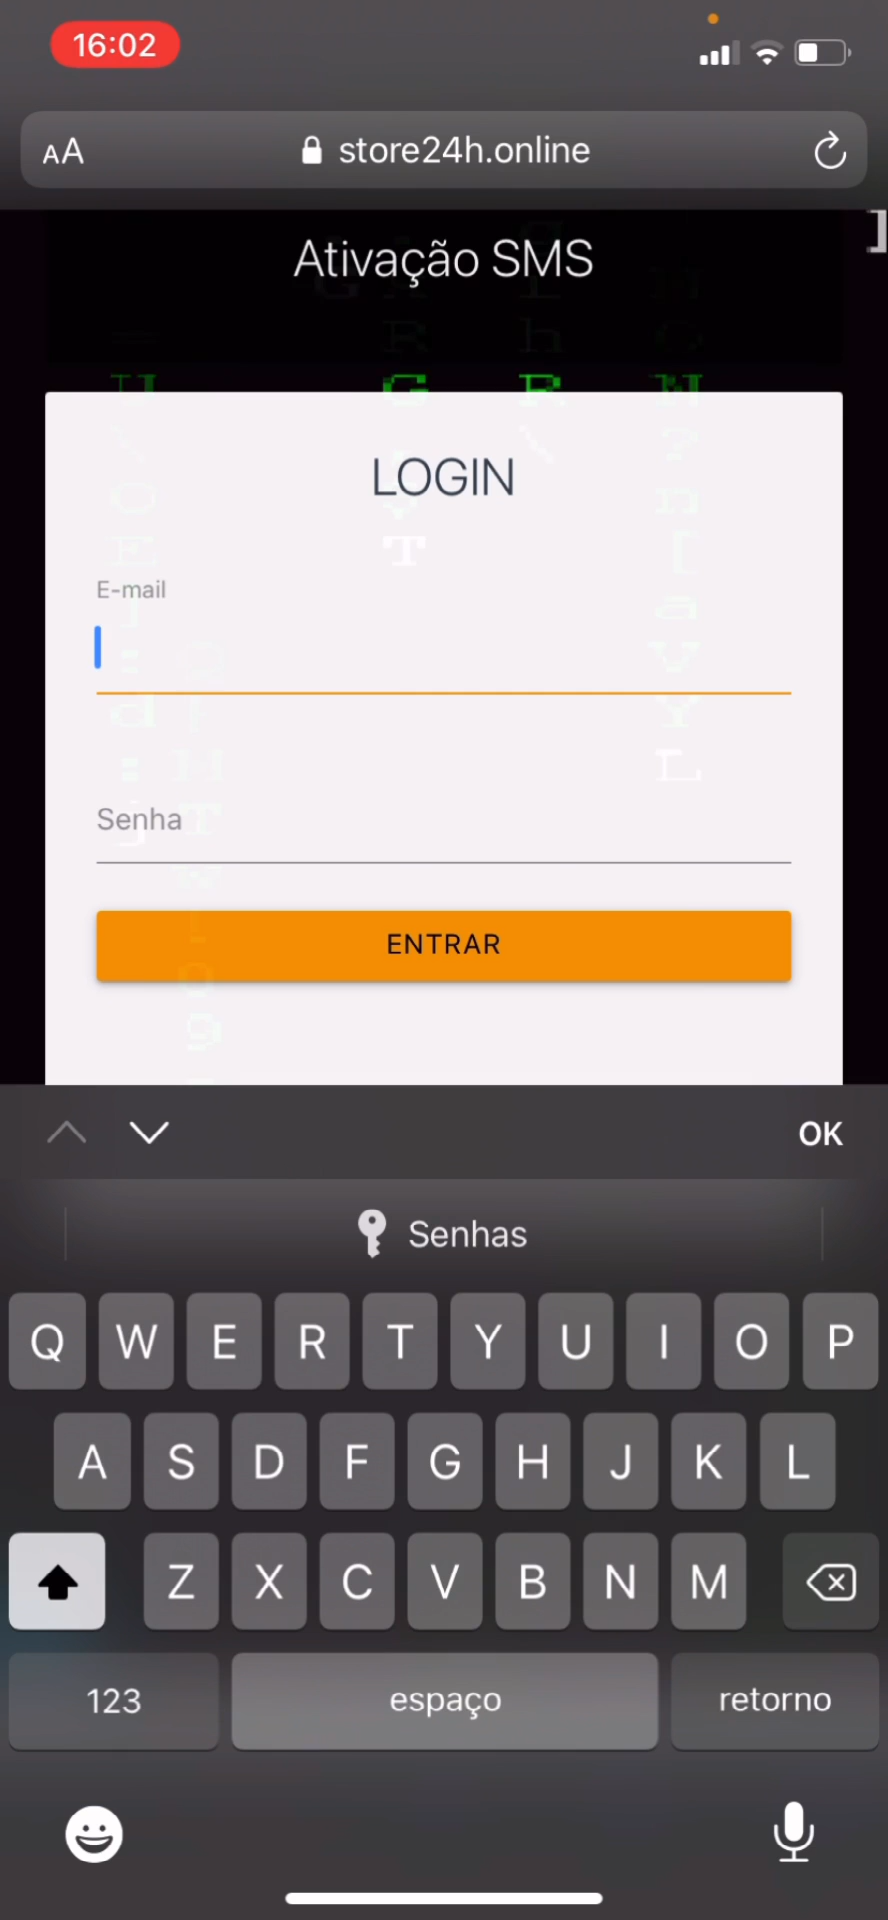 16:02
AA store24h.online
Ativação SMS
LOGIN
E-mail
Senha
ENTRAR
OK
Senhas
Q W E R T Y U I O P
A S D F G H J K L
Z X C V B N M
123 espaço retorno